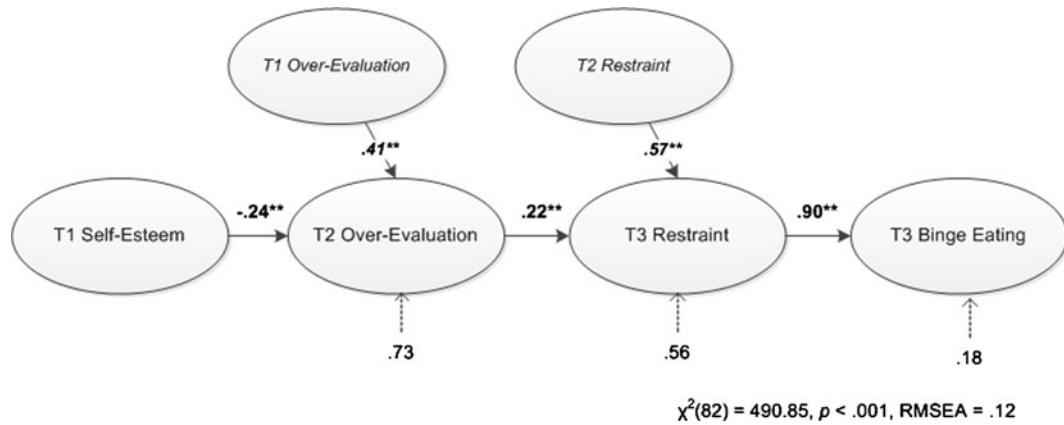 T1 Over-Evaluation
T2 Restraint
.41**
.57**
T1 Self-Esteem
-.24**
T2 Over-Evaluation
.22**
T3 Restraint
.90**
T3 Binge Eating
.73
.56
.18
χ²(82) = 490.85, p < .001, RMSEA = .12